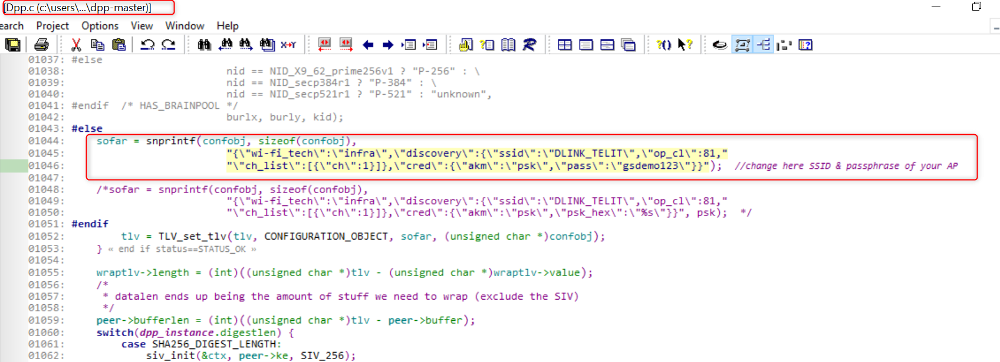 [Dpp.c (c:\users\...\dpp-master)]
earch Project Options View Window Help
01037: #else
01038: nid == NID_X9_62_prime256v1 ? "P-256" : \
01039: nid == NID_secp384r1 ? "P-384" : \
01040: nid == NID_secp521r1 ? "P-521" : "unknown",
01041: #endif /* HAS_BRAINPOOL */
01042: burlx, burly, kid);
01043: #else
01044: sofar = snprintf(confobj, sizeof(confobj),
01045: "{\"wi-fi_tech\":\"infra\",\"discovery\":{\"ssid\":\"DLINK_TELIT\",\"op_cl\":81,"
01046: "\"ch_list\":[{\"ch\":1}]},\"cred\":{\"akm\":\"psk\",\"pass\":\"gsdemo123\"}}"); //change here SSID & passphrase of your AP
01047:
01048: /*sofar = snprintf(confobj, sizeof(confobj),
01049: "{\"wi-fi_tech\":\"infra\",\"discovery\":{\"ssid\":\"DLINK_TELIT\",\"op_cl\":81,"
01050: "\"ch_list\":[{\"ch\":1}]},\"cred\":{\"akm\":\"psk\",\"psk_hex\":\"%s\"}}", psk); */
01051: #endif
01052: tlv = TLV_set_tlv(tlv, CONFIGURATION_OBJECT, sofar, (unsigned char *)confobj);
01053: } « end if status==STATUS_OK »
01054:
01055: wraptlv->length = (int)((unsigned char *)tlv - (unsigned char *)wraptlv->value);
01056: /*
01057: * datalen ends up being the amount of stuff we need to wrap (exclude the SIV)
01058: */
01059: peer->bufferlen = (int)((unsigned char *)tlv - peer->buffer);
01060: switch(dpp_instance.digestlen) {
01061: case SHA256_DIGEST_LENGTH:
01062: siv_init(&ctx, peer->ke, SIV_256);